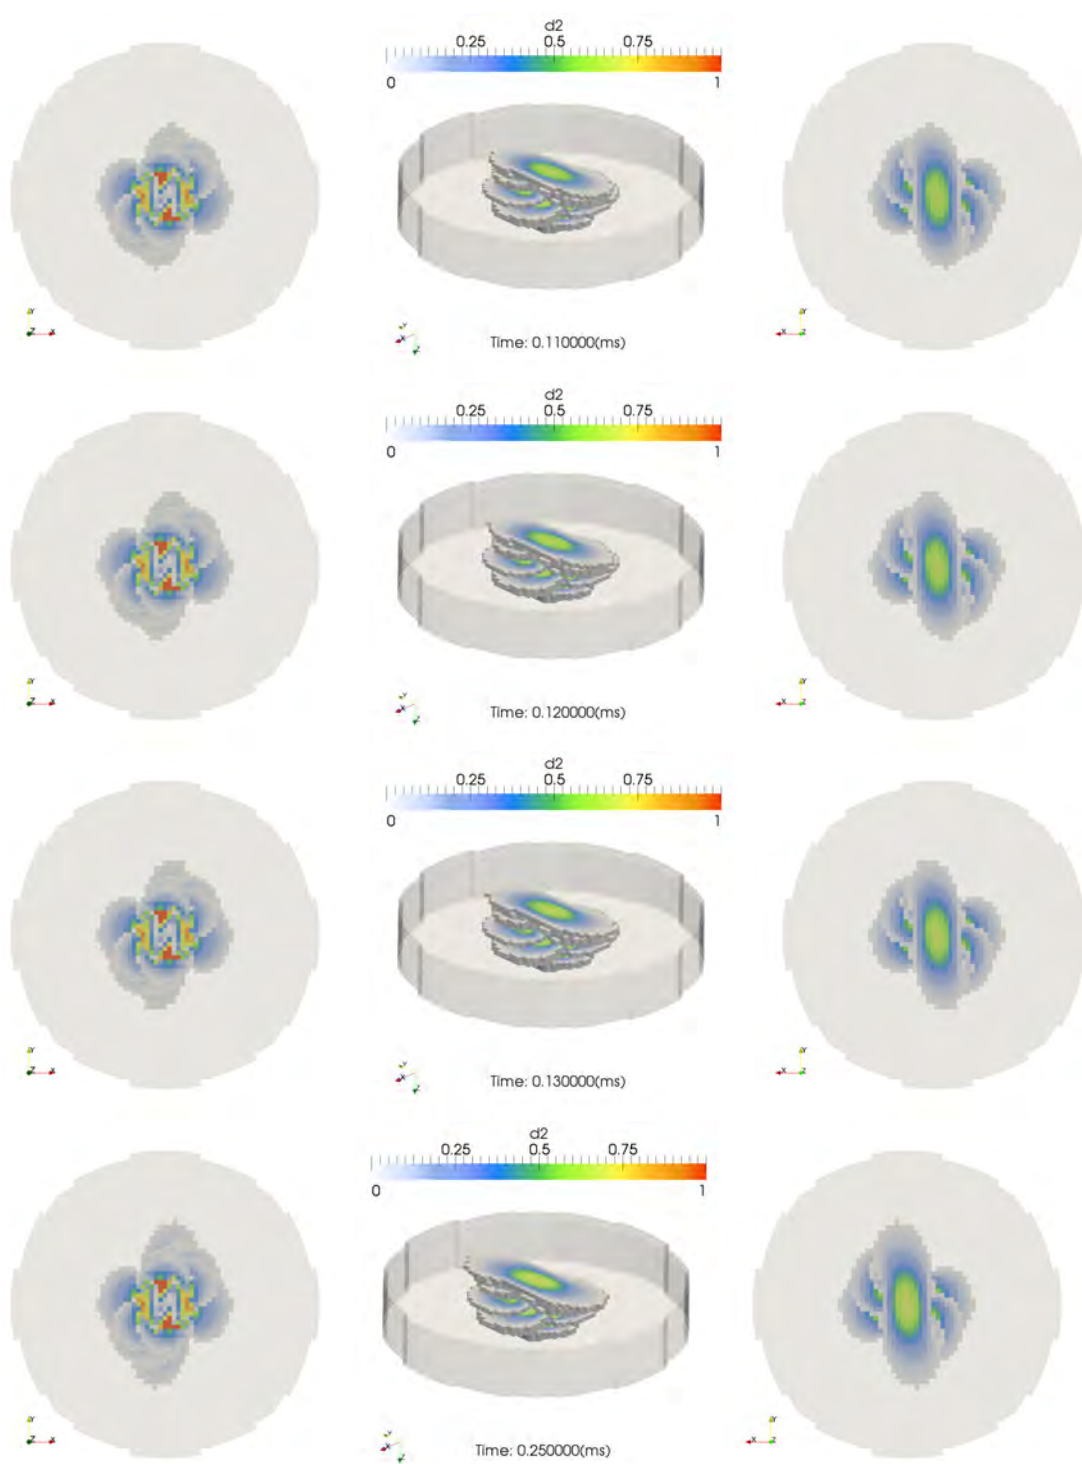 d2
0.25 0.5 0.75
0 1
Y
Z X
Y
X
Z
Y
X Z
Time: 0.110000(ms)
d2
0.25 0.5 0.75
0 1
Y
Z X
Y
X
Z
Y
X Z
Time: 0.120000(ms)
d2
0.25 0.5 0.75
0 1
Y
Z X
Y
X
Z
Y
X Z
Time: 0.130000(ms)
d2
0.25 0.5 0.75
0 1
Y
Z X
Y
X
Z
Y
X Z
Time: 0.250000(ms)